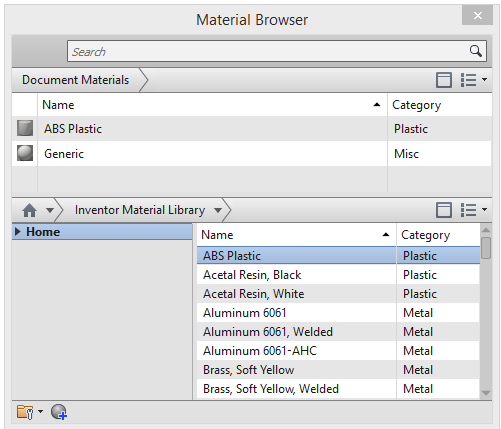 Material Browser
Search
Document Materials
Name Category
ABS Plastic Plastic
Generic Misc
Inventor Material Library
Home
Name Category
ABS Plastic Plastic
Acetal Resin, Black Plastic
Acetal Resin, White Plastic
Aluminum 6061 Metal
Aluminum 6061, Welded Metal
Aluminum 6061-AHC Metal
Brass, Soft Yellow Metal
Brass, Soft Yellow, Welded Metal